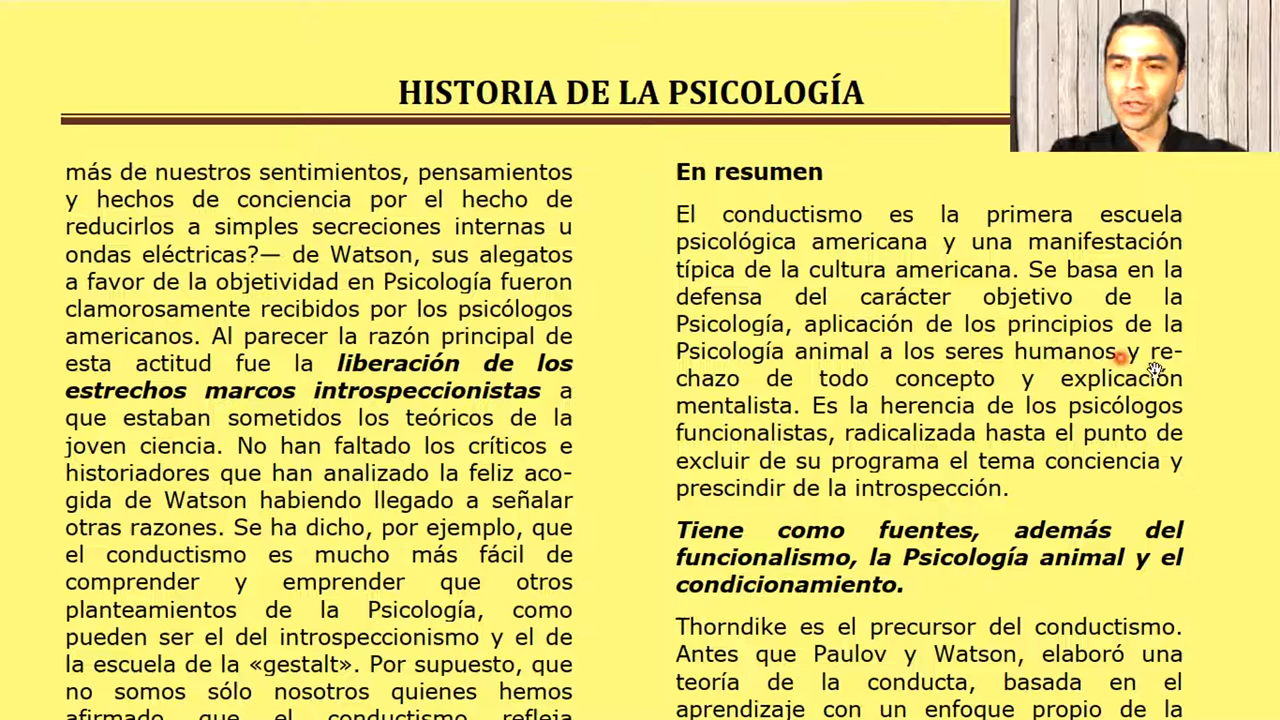 HISTORIA DE LA PSICOLOGÍA
más de nuestros sentimientos, pensamientos
y hechos de conciencia por el hecho de
reducirlos a simples secreciones internas u
ondas eléctricas?— de Watson, sus alegatos
a favor de la objetividad en Psicología fueron
clamorosamente recibidos por los psicólogos
americanos. Al parecer la razón principal de
esta actitud fue la liberación de los
estrechos marcos introspeccionistas a
que estaban sometidos los teóricos de la
joven ciencia. No han faltado los críticos e
historiadores que han analizado la feliz aco-
gida de Watson habiendo llegado a señalar
otras razones. Se ha dicho, por ejemplo, que
el conductismo es mucho más fácil de
comprender y emprender que otros
planteamientos de la Psicología, como
pueden ser el del introspeccionismo y el de
la escuela de la «gestalt». Por supuesto, que
no somos sólo nosotros quienes hemos
afirmado que el conductismo refleja
En resumen
El conductismo es la primera escuela
psicológica americana y una manifestación
típica de la cultura americana. Se basa en la
defensa del carácter objetivo de la
Psicología, aplicación de los principios de la
Psicología animal a los seres humanos y re-
chazo de todo concepto y explicación
mentalista. Es la herencia de los psicólogos
funcionalistas, radicalizada hasta el punto de
excluir de su programa el tema conciencia y
prescindir de la introspección.
Tiene como fuentes, además del
funcionalismo, la Psicología animal y el
condicionamiento.
Thorndike es el precursor del conductismo.
Antes que Paulov y Watson, elaboró una
teoría de la conducta, basada en el
aprendizaje con un enfoque propio de la